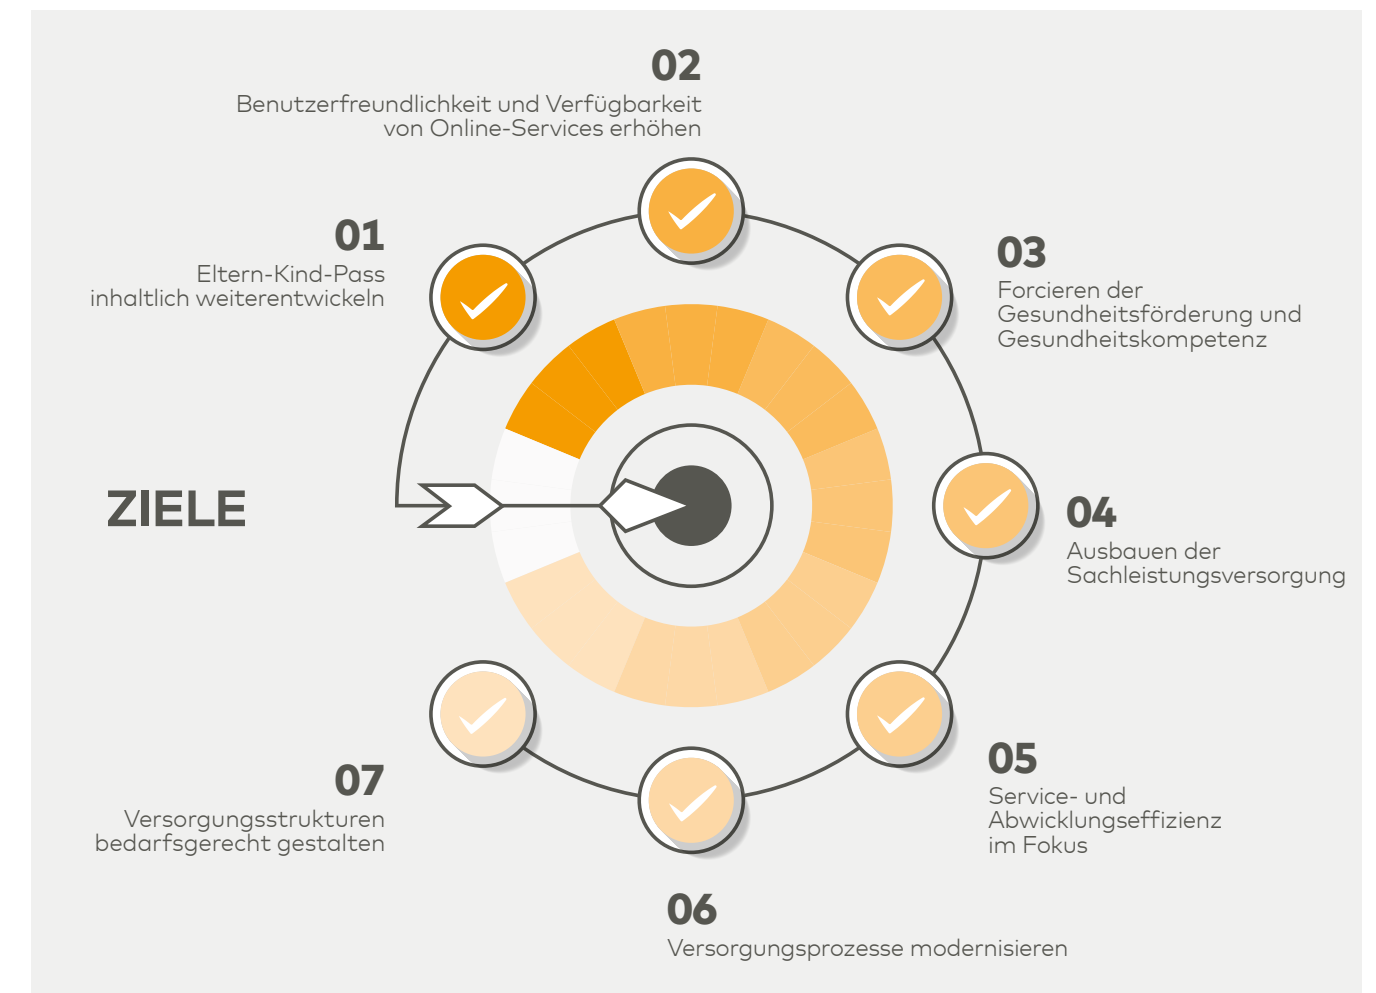 ZIELE
01
Eltern-Kind-Pass
inhaltlich weiterentwickeln
02
Benutzerfreundlichkeit und Verfügbarkeit
von Online-Services erhöhen
03
Forcieren der
Gesundheitsförderung und
Gesundheitskompetenz
04
Ausbauen der
Sachleistungsversorgung
05
Service- und
Abwicklungseffizienz
im Fokus
06
Versorgungsprozesse modernisieren
07
Versorgungsstrukturen
bedarfsgerecht gestalten